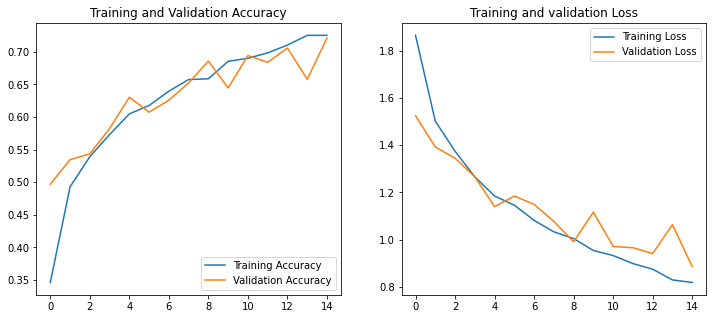 Training and Validation Accuracy
0.70
0.65
0.60
0.55
0.50
0.45
0.40
0.35
Training Accuracy
Validation Accuracy
0 2 4 6 8 10 12 14
Training and validation Loss
Training Loss
Validation Loss
1.8
1.6
1.4
1.2
1.0
0.8
0 2 4 6 8 10 12 14